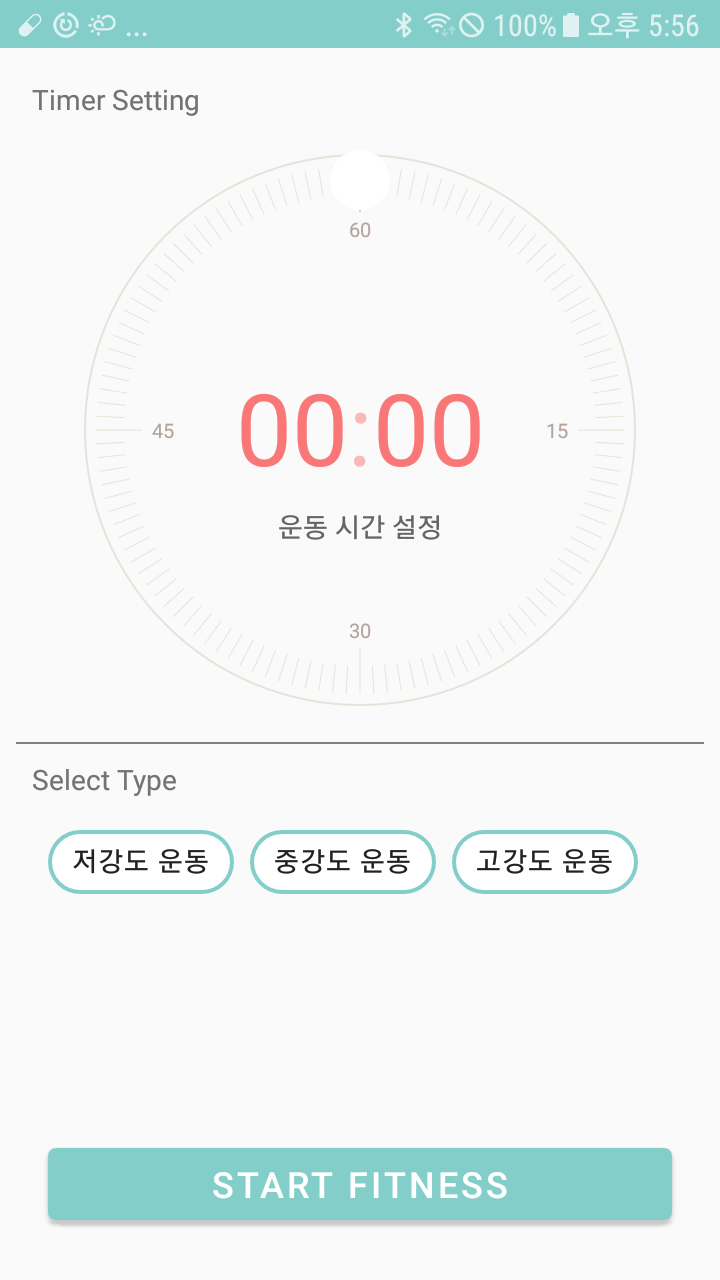 ... 100% 오후 5:56
Timer Setting
60
45
15
00:00
운동 시간 설정
30
Select Type
저강도 운동 중강도 운동 고강도 운동
START FITNESS